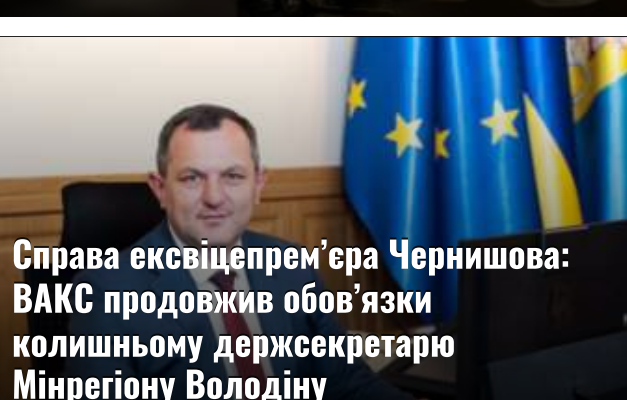 Справа ексвіцепрем’єра Чернишова:
ВАКС продовжив обов’язки
колишньому держсекретарю
Мінрегіону Володіну